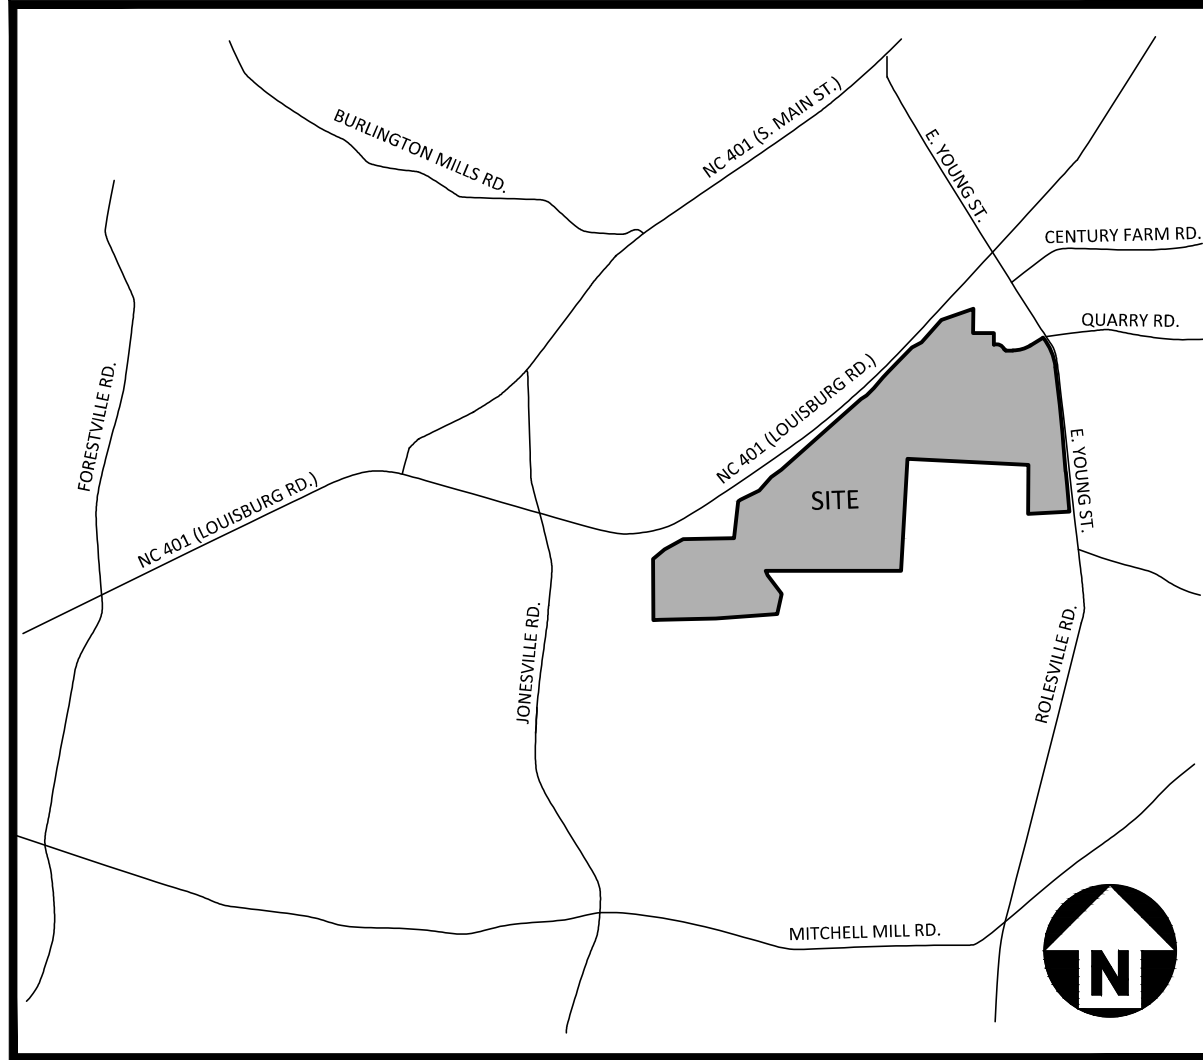 BURLINGTON MILLS RD.
NC 401 (S. MAIN ST.)
E. YOUNG ST.
CENTURY FARM RD.
QUARRY RD.
FORESTVILLE RD.
NC 401 (LOUISBURG RD.)
NC 401 (LOUISBURG RD.)
SITE
E. YOUNG ST.
JONESVILLE RD.
ROLESVILLE RD.
MITCHELL MILL RD.
N